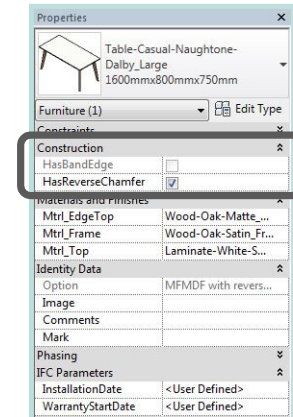 Properties
Table-Casual-Naughtone-
Dalby_Large
1600mmx800mmx750mm
Furniture (1)
Edit Type
Constraints
Construction
HasBandEdge
HasReverseChamfer
Materials and Finishes
Mtrl_EdgeTop Wood-Oak-Matte_...
Mtrl_Frame Wood-Oak-Satin_Fr...
Mtrl_Top Laminate-White-S...
Identity Data
Option MFMDF with revers...
Image
Comments
Mark
Phasing
IFC Parameters
InstallationDate <User Defined>
WarrantyStartDate <User Defined>